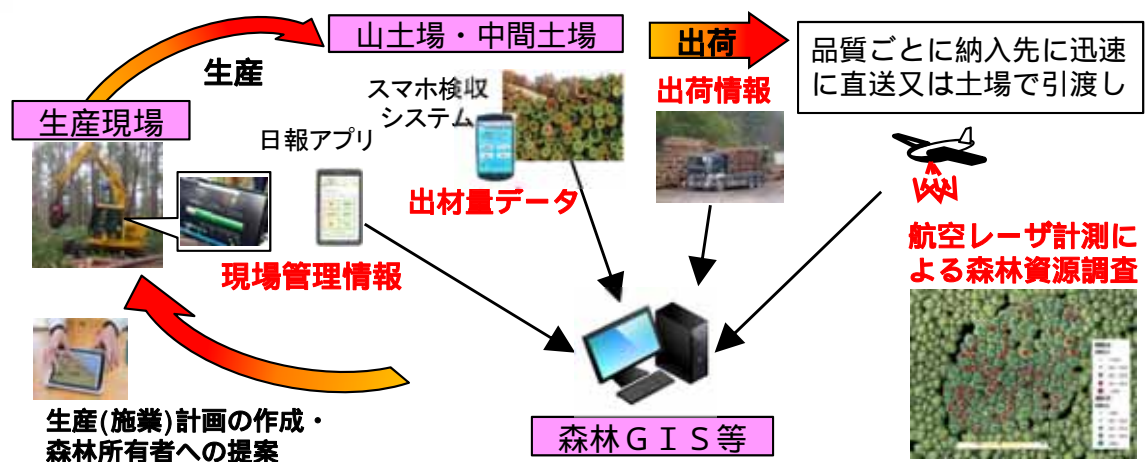 山土場・中間土場
出荷
品質ごとに納入先に迅速
に直送又は土場で引渡し
生産
出荷情報
スマホ検収
システム
生産現場
日報アプリ
出材量データ
現場管理情報
航空レーザ計測に
よる森林資源調査
生産(施業)計画の作成・
森林所有者への提案
森林ＧＩＳ等